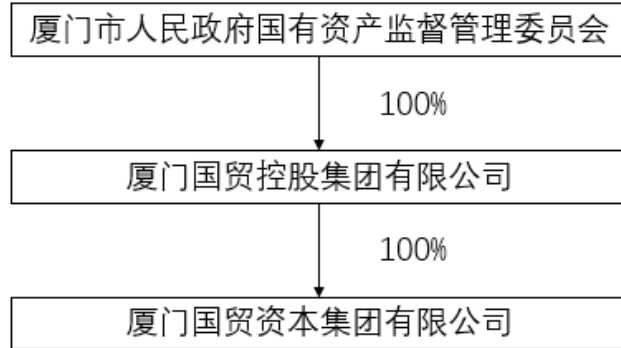 厦门市人民政府国有资产监督管理委员会
100%
厦门国贸控股集团有限公司
100%
厦门国贸资本集团有限公司